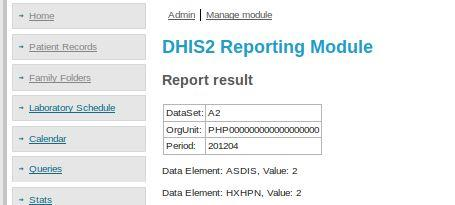 Home
Patient Records
Family Folders
Laboratory Schedule
Calendar
Queries
Stats
Admin | Manage module
DHIS2 Reporting Module
Report result
DataSet: A2
OrgUnit: PHP000000000000000000
Period: 201204
Data Element: ASDIS, Value: 2
Data Element: HXHPN, Value: 2